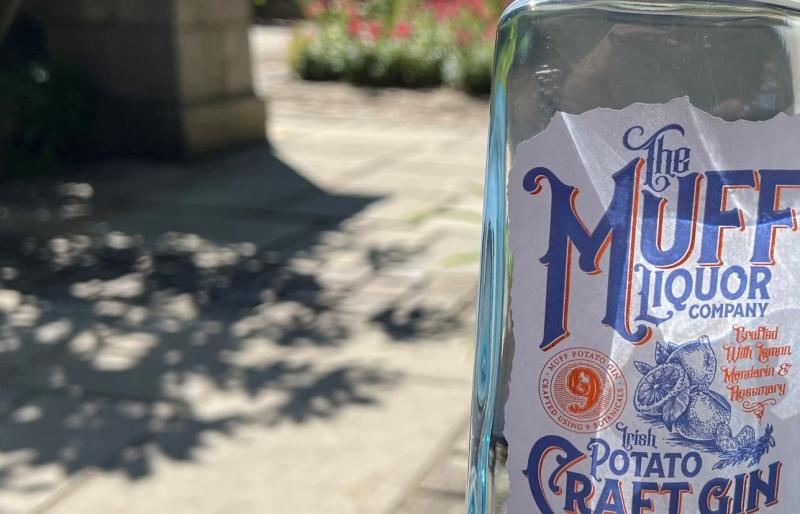 The
MUFF
LIQUOR
COMPANY
Crafted
With Lemon
Mandarin &
Rosemary
· MUFF POTATO GIN ·
CRAFTED USING 9 BOTANICALS
9
Irish
POTATO
CRAFT GIN